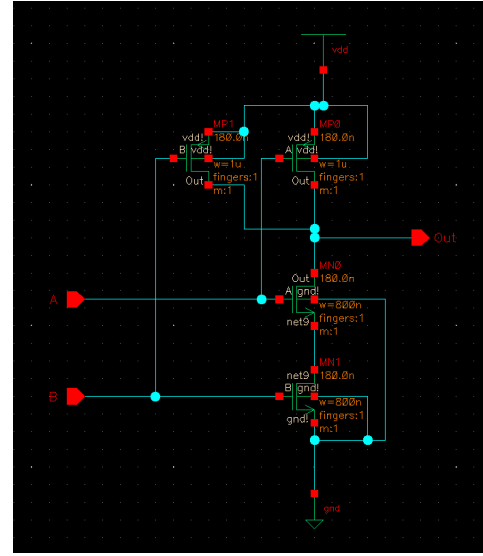 vdd
MP1
180.0n
vdd!
B vdd!
w=1u
fingers:1
Out
m:1
MP0
180.0n
vdd!
A vdd!
w=1u
fingers:1
Out
m:1
Out
MN0
Out
180.0n
A gnd!
w=800n
fingers:1
net9
m:1
A
MN1
net9
180.0n
B gnd!
w=800n
fingers:1
gnd!
m:1
B
gnd